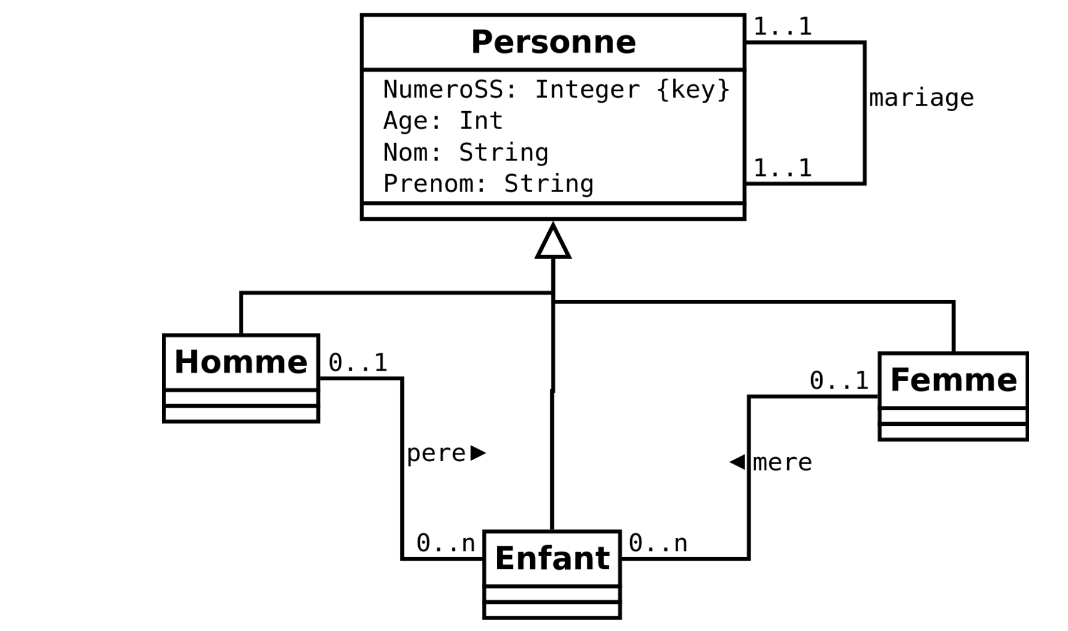 Personne
1..1
NumeroSS: Integer {key}
mariage
Age: Int
Nom: String
1..1
Prenom: String
Homme
0..1
0..1
Femme
pere►
◄mere
0..n
Enfant
0..n